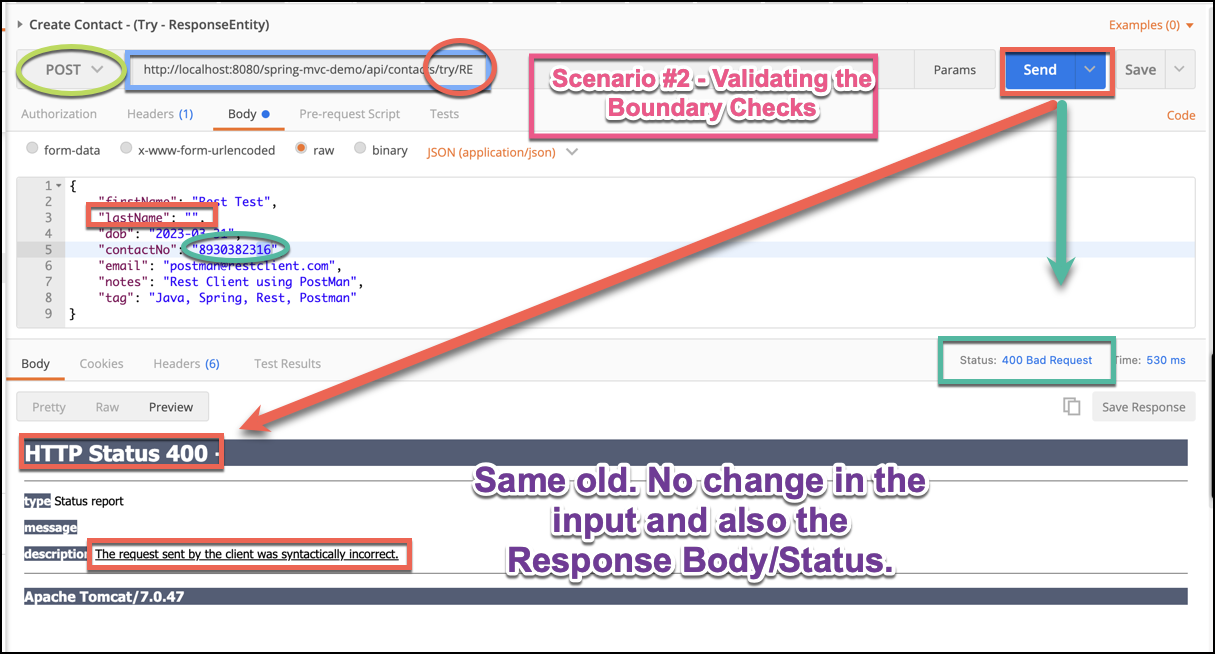 Create Contact - (Try - ResponseEntity)
Examples (0)
POST
http://localhost:8080/spring-mvc-demo/api/contacts/try/RE
Params
Send
Save
Scenario #2 - Validating the
Boundary Checks
Authorization
Headers (1)
Body
Pre-request Script
Tests
Code
form-data
x-www-form-urlencoded
raw
binary
JSON (application/json)
1 {
2 "firstName": "Rest Test",
3 "lastName": "",
4 "dob": "2023-03-21",
5 "contactNo": "8930382316",
6 "email": "postman@restclient.com",
7 "notes": "Rest Client using PostMan",
8 "tag": "Java, Spring, Rest, Postman"
9 }
Body
Cookies
Headers (6)
Test Results
Status: 400 Bad Request
Time: 530 ms
Pretty
Raw
Preview
Save Response
HTTP Status 400 -
type Status report
message
description The request sent by the client was syntactically incorrect.
Apache Tomcat/7.0.47
Same old. No change in the
input and also the
Response Body/Status.